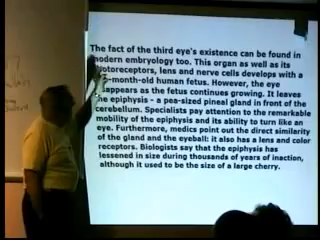 The fact of the third eye's existence can be found in
modern embryology too. This organ as well as its
photoreceptors, lens and nerve cells develops with a
month-old human fetus. However, the eye
disappears as the fetus continues growing. It leaves
the epiphysis - a pea-sized pineal gland in front of the
cerebellum. Specialists pay attention to the remarkable
mobility of the epiphysis and its ability to turn like an
eye. Furthermore, medics point out the direct similarity
of the gland and the eyeball: it also has a lens and color
receptors. Biologists say that the epiphysis has
lessened in size during thousands of years of inaction,
although it used to be the size of a large cherry.